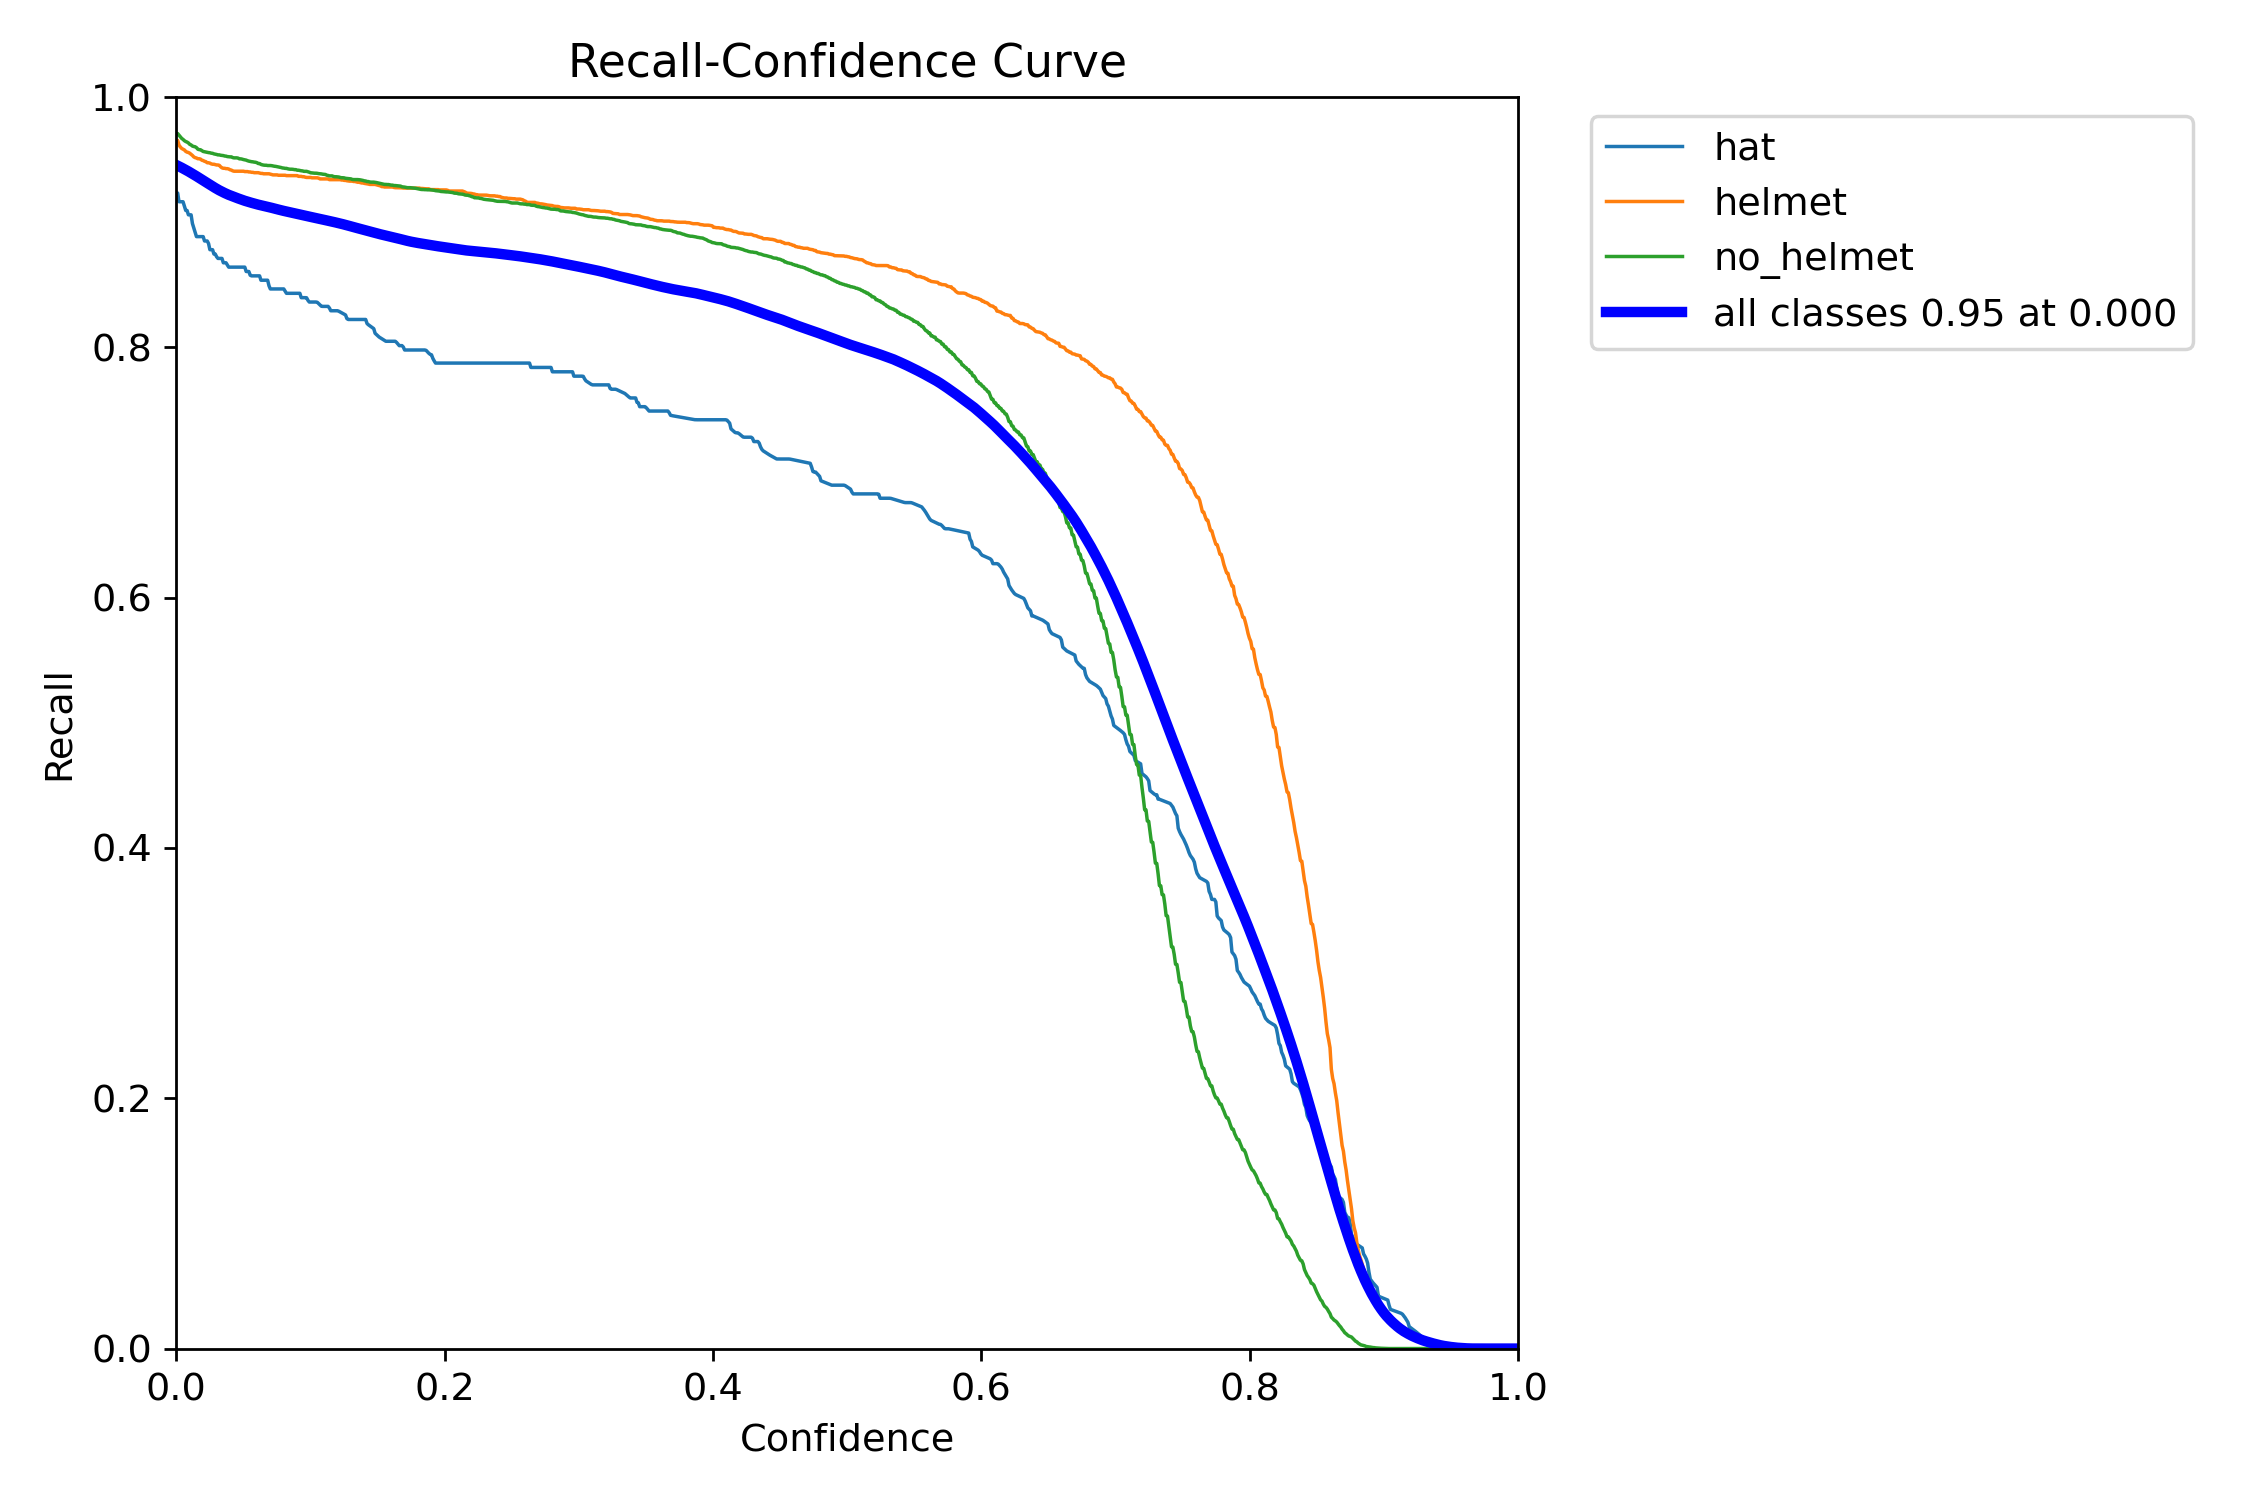 Recall-Confidence Curve
1.0
0.8
0.6
0.4
0.2
0.0
Recall
0.0 0.2 0.4 0.6 0.8 1.0
Confidence
hat
helmet
no_helmet
all classes 0.95 at 0.000